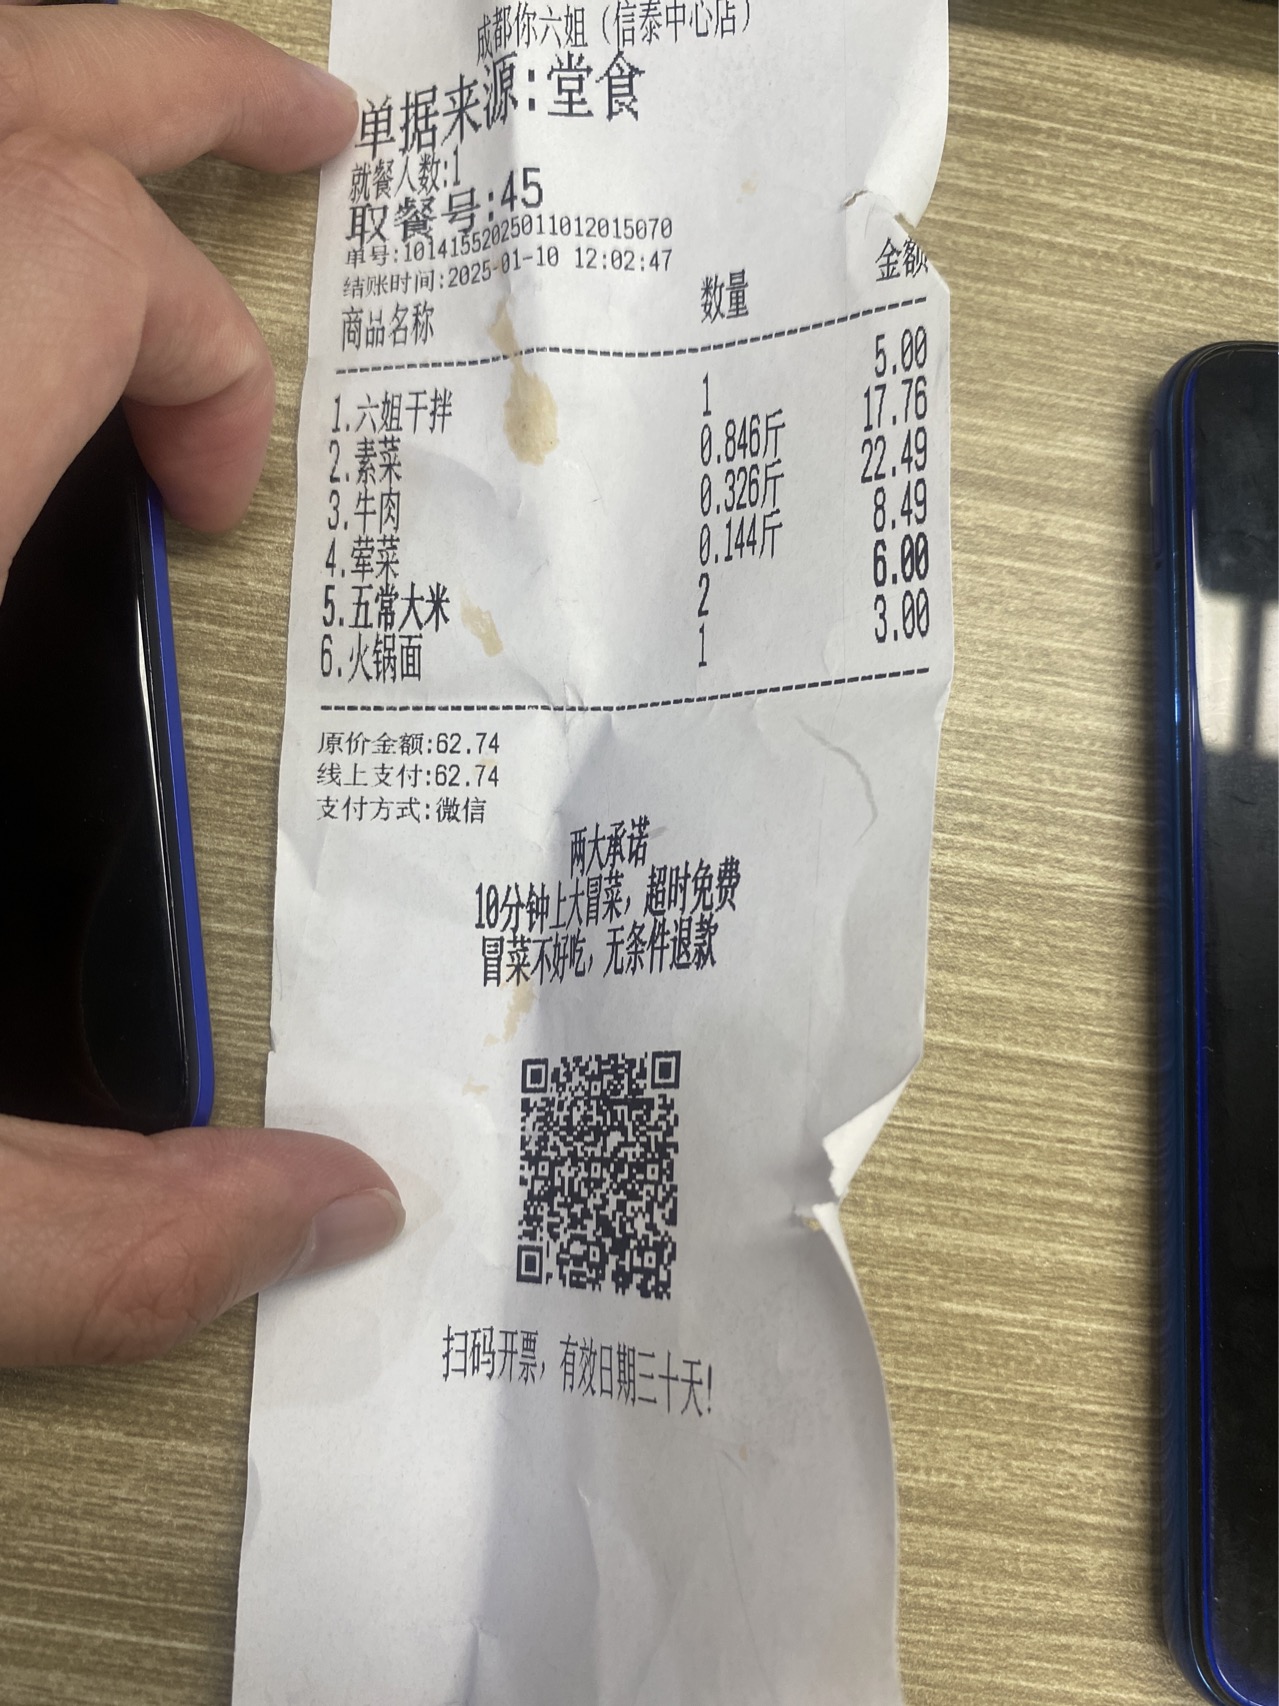 成都你六姐（信泰中心店）
单据来源:堂食
就餐人数:1
取餐号:45
单号:10141552025011012015070
结账时间:2025-01-10 12:02:47
商品名称 数量 金额
1.六姐干拌 1 5.00
2.素菜 0.846斤 17.76
3.牛肉 0.326斤 22.49
4.荤菜 0.144斤 8.49
5.五常大米 2 6.00
6.火锅面 1 3.00
原价金额:62.74
线上支付:62.74
支付方式:微信
两大承诺
10分钟上大冒菜，超时免费
冒菜不好吃，无条件退款
扫码开票，有效日期三十天!